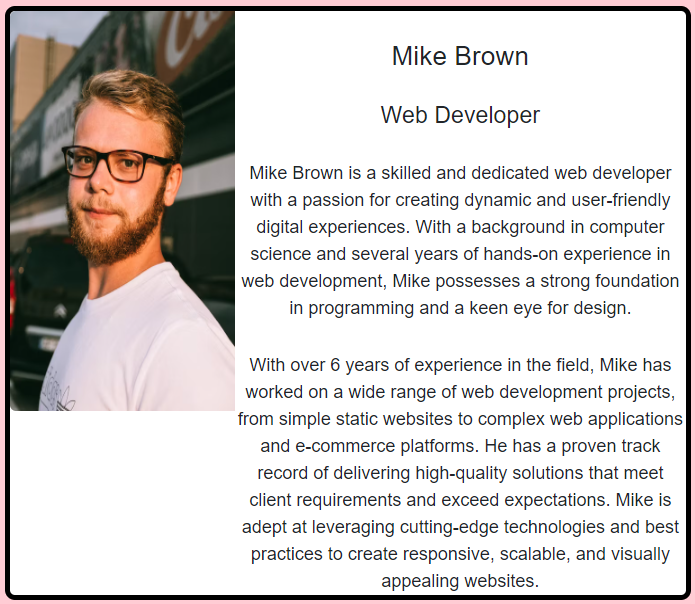 Mike Brown
Web Developer
Mike Brown is a skilled and dedicated web developer
with a passion for creating dynamic and user-friendly
digital experiences. With a background in computer
science and several years of hands-on experience in
web development, Mike possesses a strong foundation
in programming and a keen eye for design.
With over 6 years of experience in the field, Mike has
worked on a wide range of web development projects,
from simple static websites to complex web applications
and e-commerce platforms. He has a proven track
record of delivering high-quality solutions that meet
client requirements and exceed expectations. Mike is
adept at leveraging cutting-edge technologies and best
practices to create responsive, scalable, and visually
appealing websites.